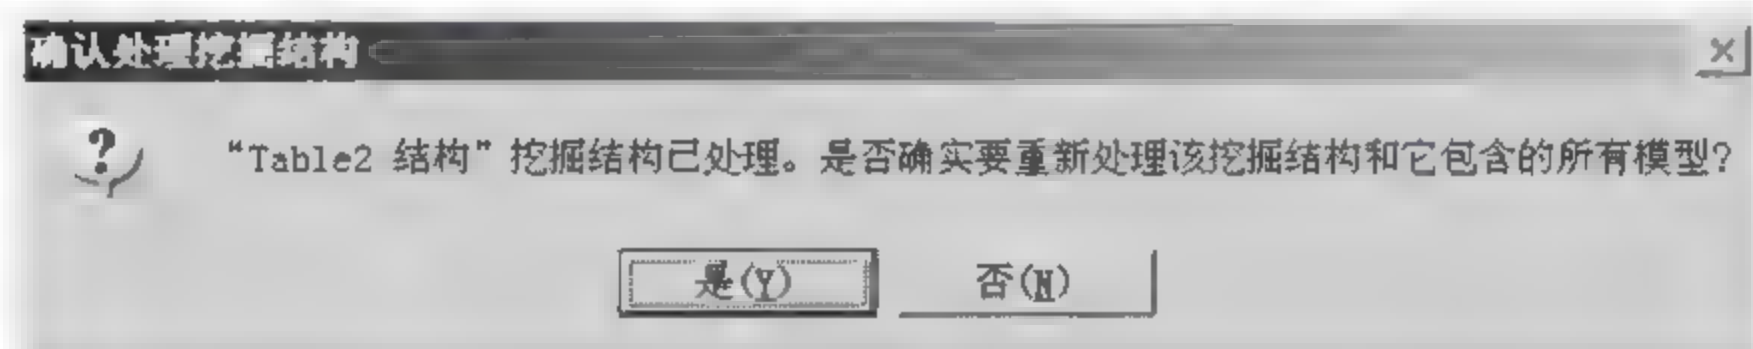 确认处理挖掘结构
“Table2 结构”挖掘结构已处理。是否确实要重新处理该挖掘结构和它包含的所有模型?
是(Y) 否(N)